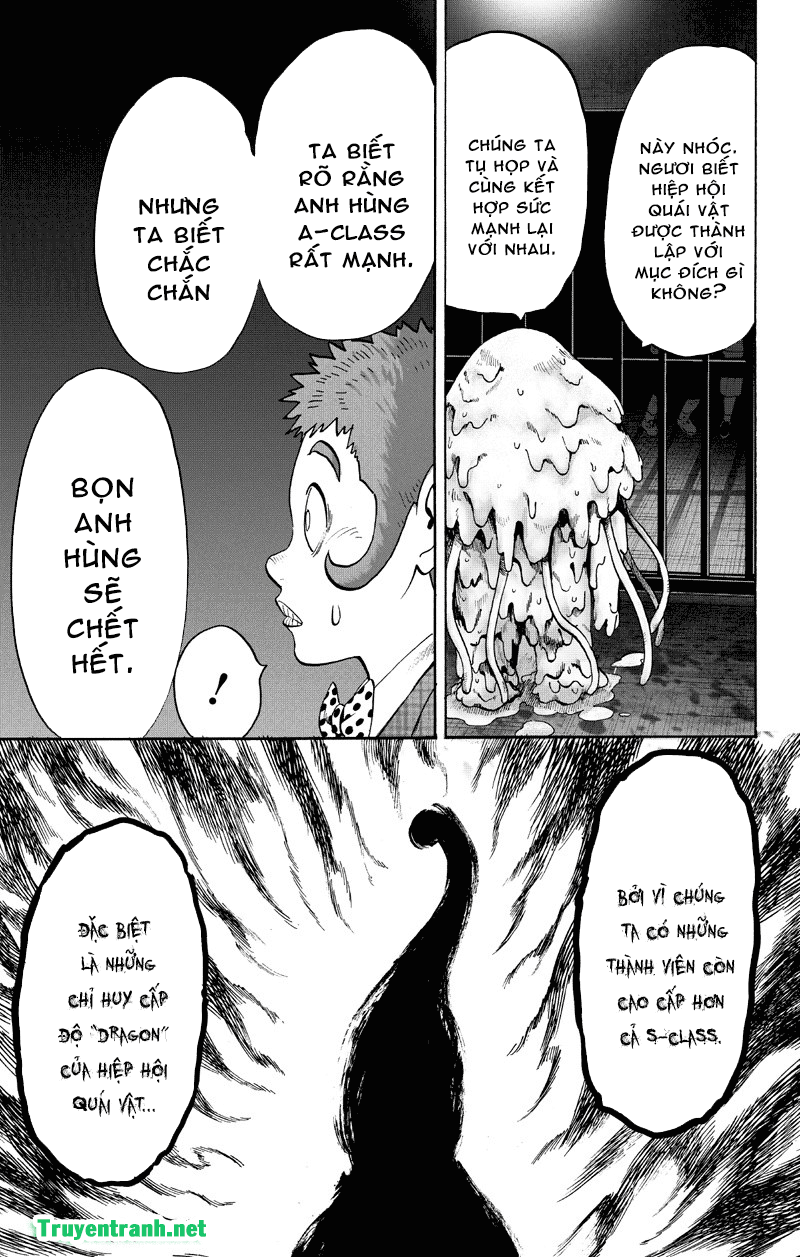 NÀY NHÓC.
NGƯƠI BIẾT
HIỆP HỘI
QUÁI VẬT
ĐƯỢC THÀNH
LẬP VỚI
MỤC ĐÍCH GÌ
KHÔNG?
CHÚNG TA
TỤ HỌP VÀ
CÙNG KẾT
HỢP SỨC
MẠNH LẠI
VỚI NHAU.
TA BIẾT
RÕ RẰNG
ANH HÙNG
A-CLASS
RẤT MẠNH.
NHƯNG
TA BIẾT
CHẮC
CHẮN
BỌN
ANH
HÙNG
SẼ
CHẾT
HẾT.
!
BỞI VÌ CHÚNG
TA CÓ NHỮNG
THÀNH VIÊN CÒN
CAO CẤP HƠN
CẢ S-CLASS.
ĐẶC BIỆT
LÀ NHỮNG
CHỈ HUY CẤP
ĐỘ "DRAGON"
CỦA HIỆP HỘI
QUÁI VẬT...
Truyentranh.net